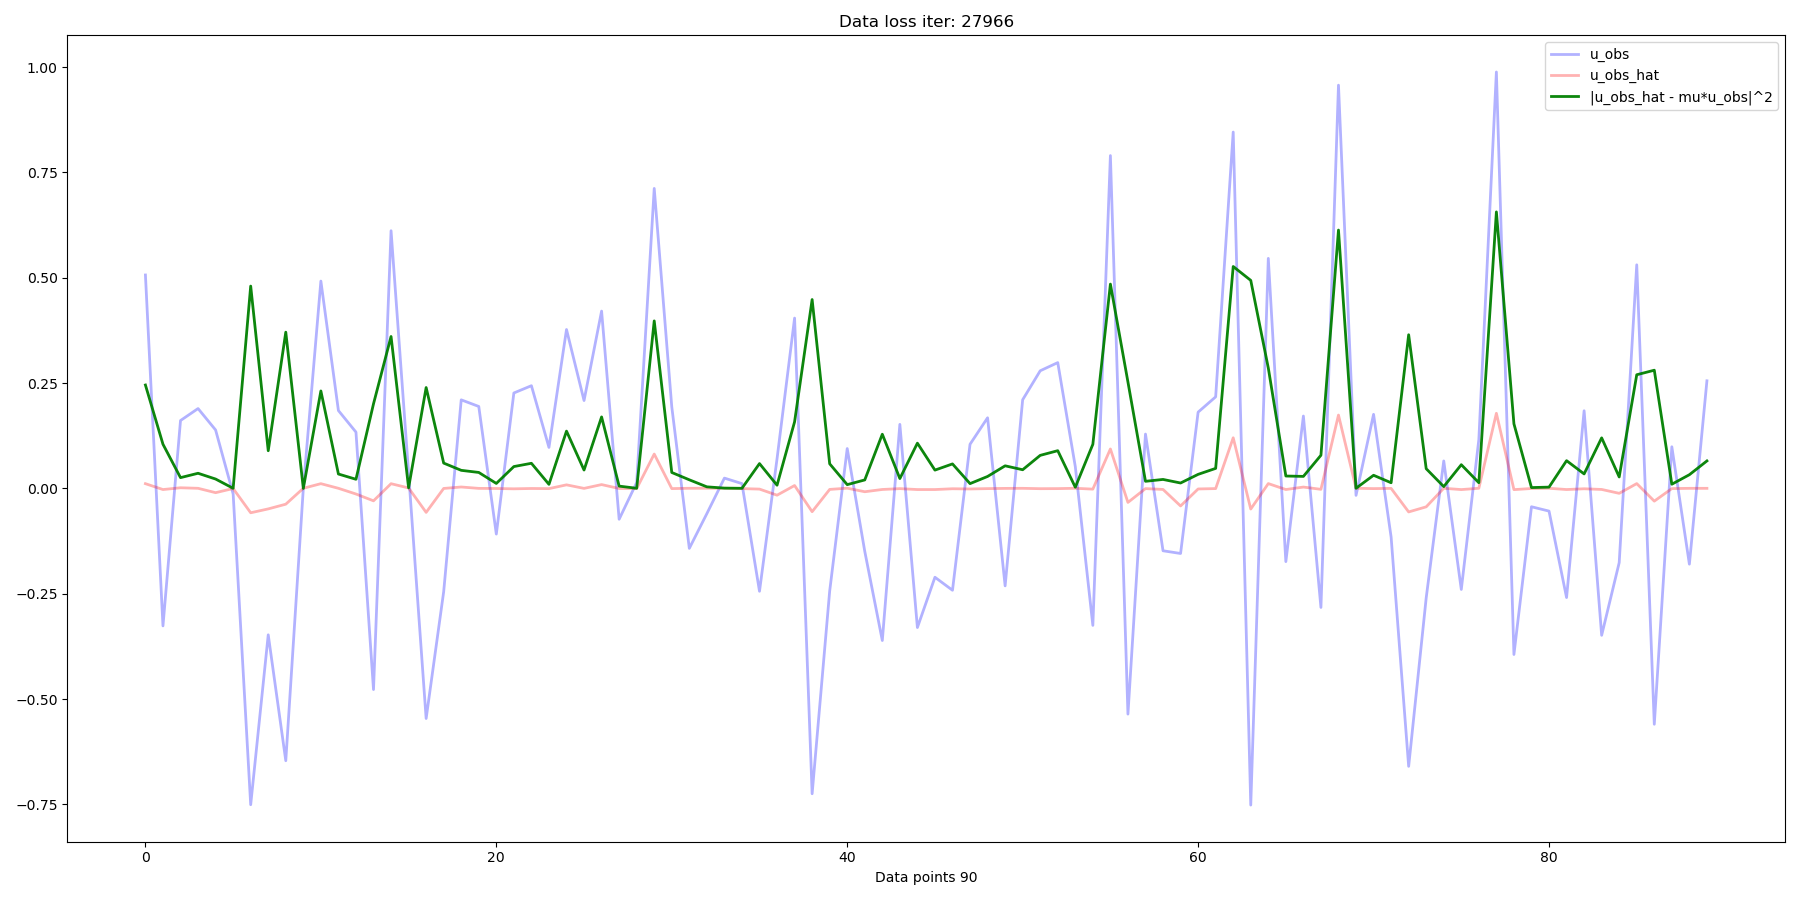 Data loss iter: 27966
u_obs
u_obs_hat
|u_obs_hat - mu*u_obs|^2
1.00
0.75
0.50
0.25
0.00
−0.25
−0.50
−0.75
0 20 40 60 80
Data points 90